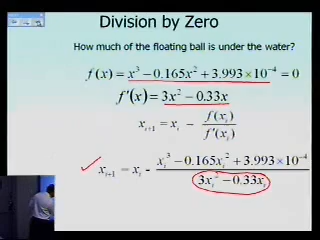 Division by Zero
How much of the floating ball is under the water?
f(x) = x³ − 0.165x² + 3.993×10⁻⁴ = 0
f′(x) = 3x² − 0.33x
xᵢ₊₁ = xᵢ − f(xᵢ) / f′(xᵢ)
xᵢ₊₁ = xᵢ - (xᵢ³ − 0.165xᵢ² + 3.993×10⁻⁴) / (3xᵢ² − 0.33xᵢ)